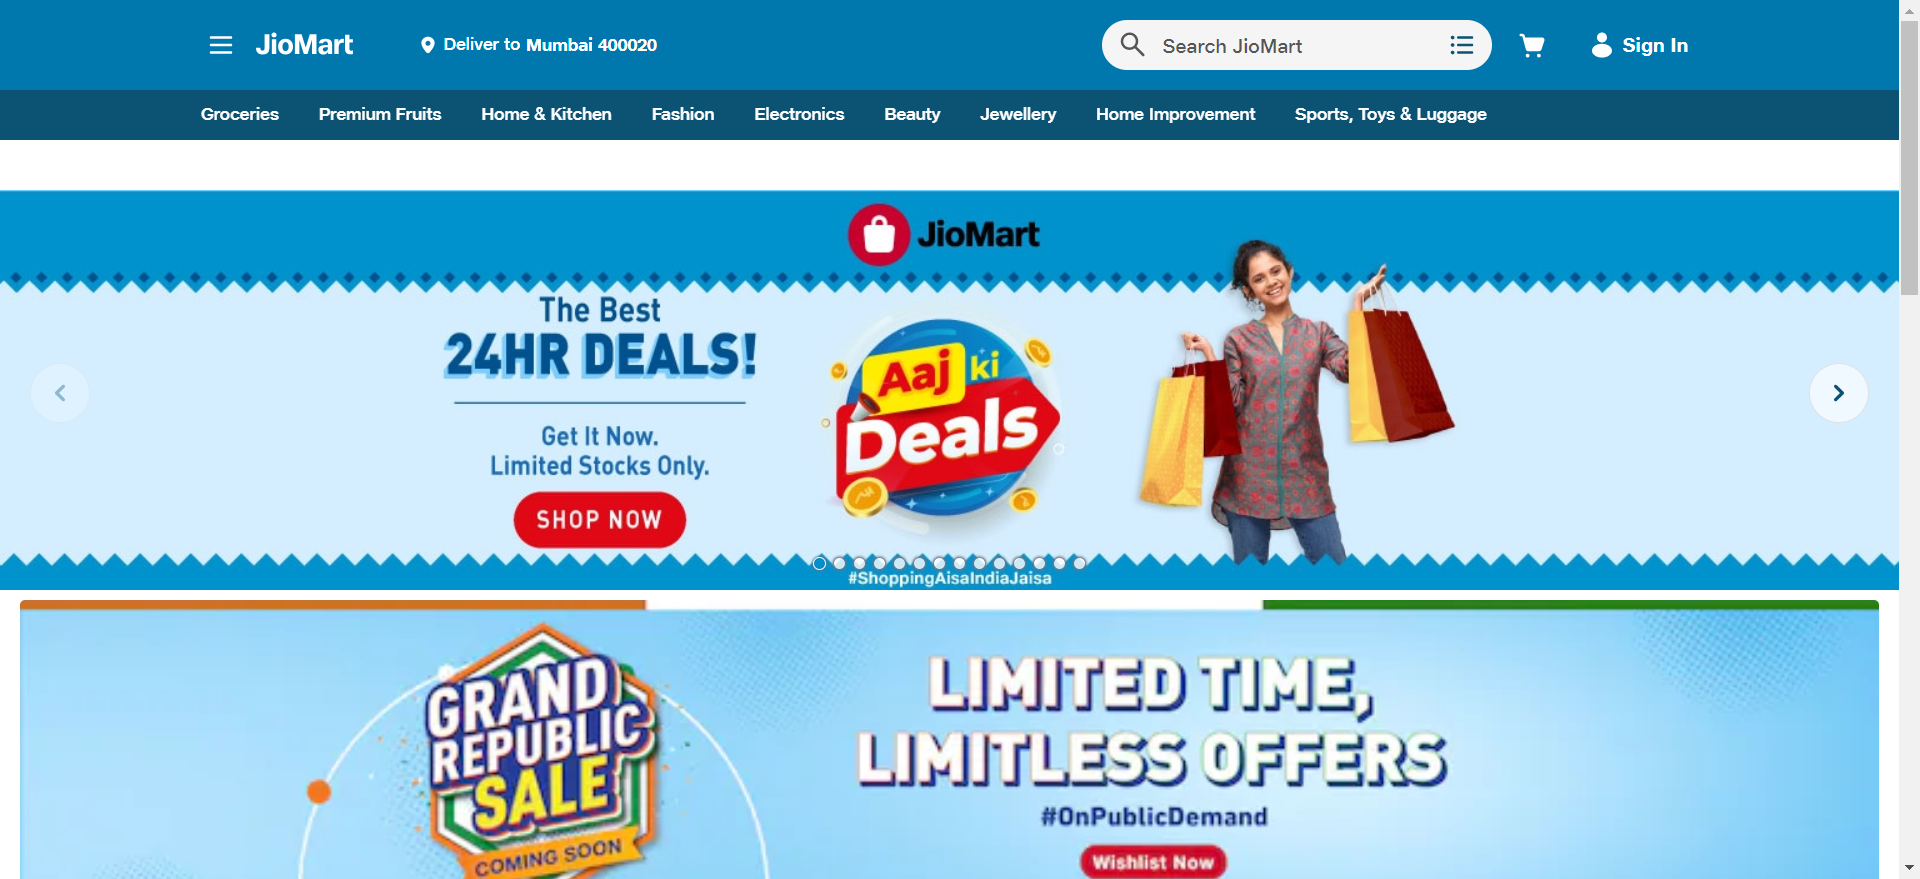 JioMart
Deliver to Mumbai 400020
Search JioMart
Sign In
Groceries
Premium Fruits
Home & Kitchen
Fashion
Electronics
Beauty
Jewellery
Home Improvement
Sports, Toys & Luggage
JioMart
The Best
24HR DEALS!
Get It Now.
Limited Stocks Only.
SHOP NOW
Aaj ki
Deals
#ShoppingAisaIndiaJaisa
GRAND
REPUBLIC
SALE
COMING SOON
LIMITED TIME,
LIMITLESS OFFERS
#OnPublicDemand
Wishlist Now